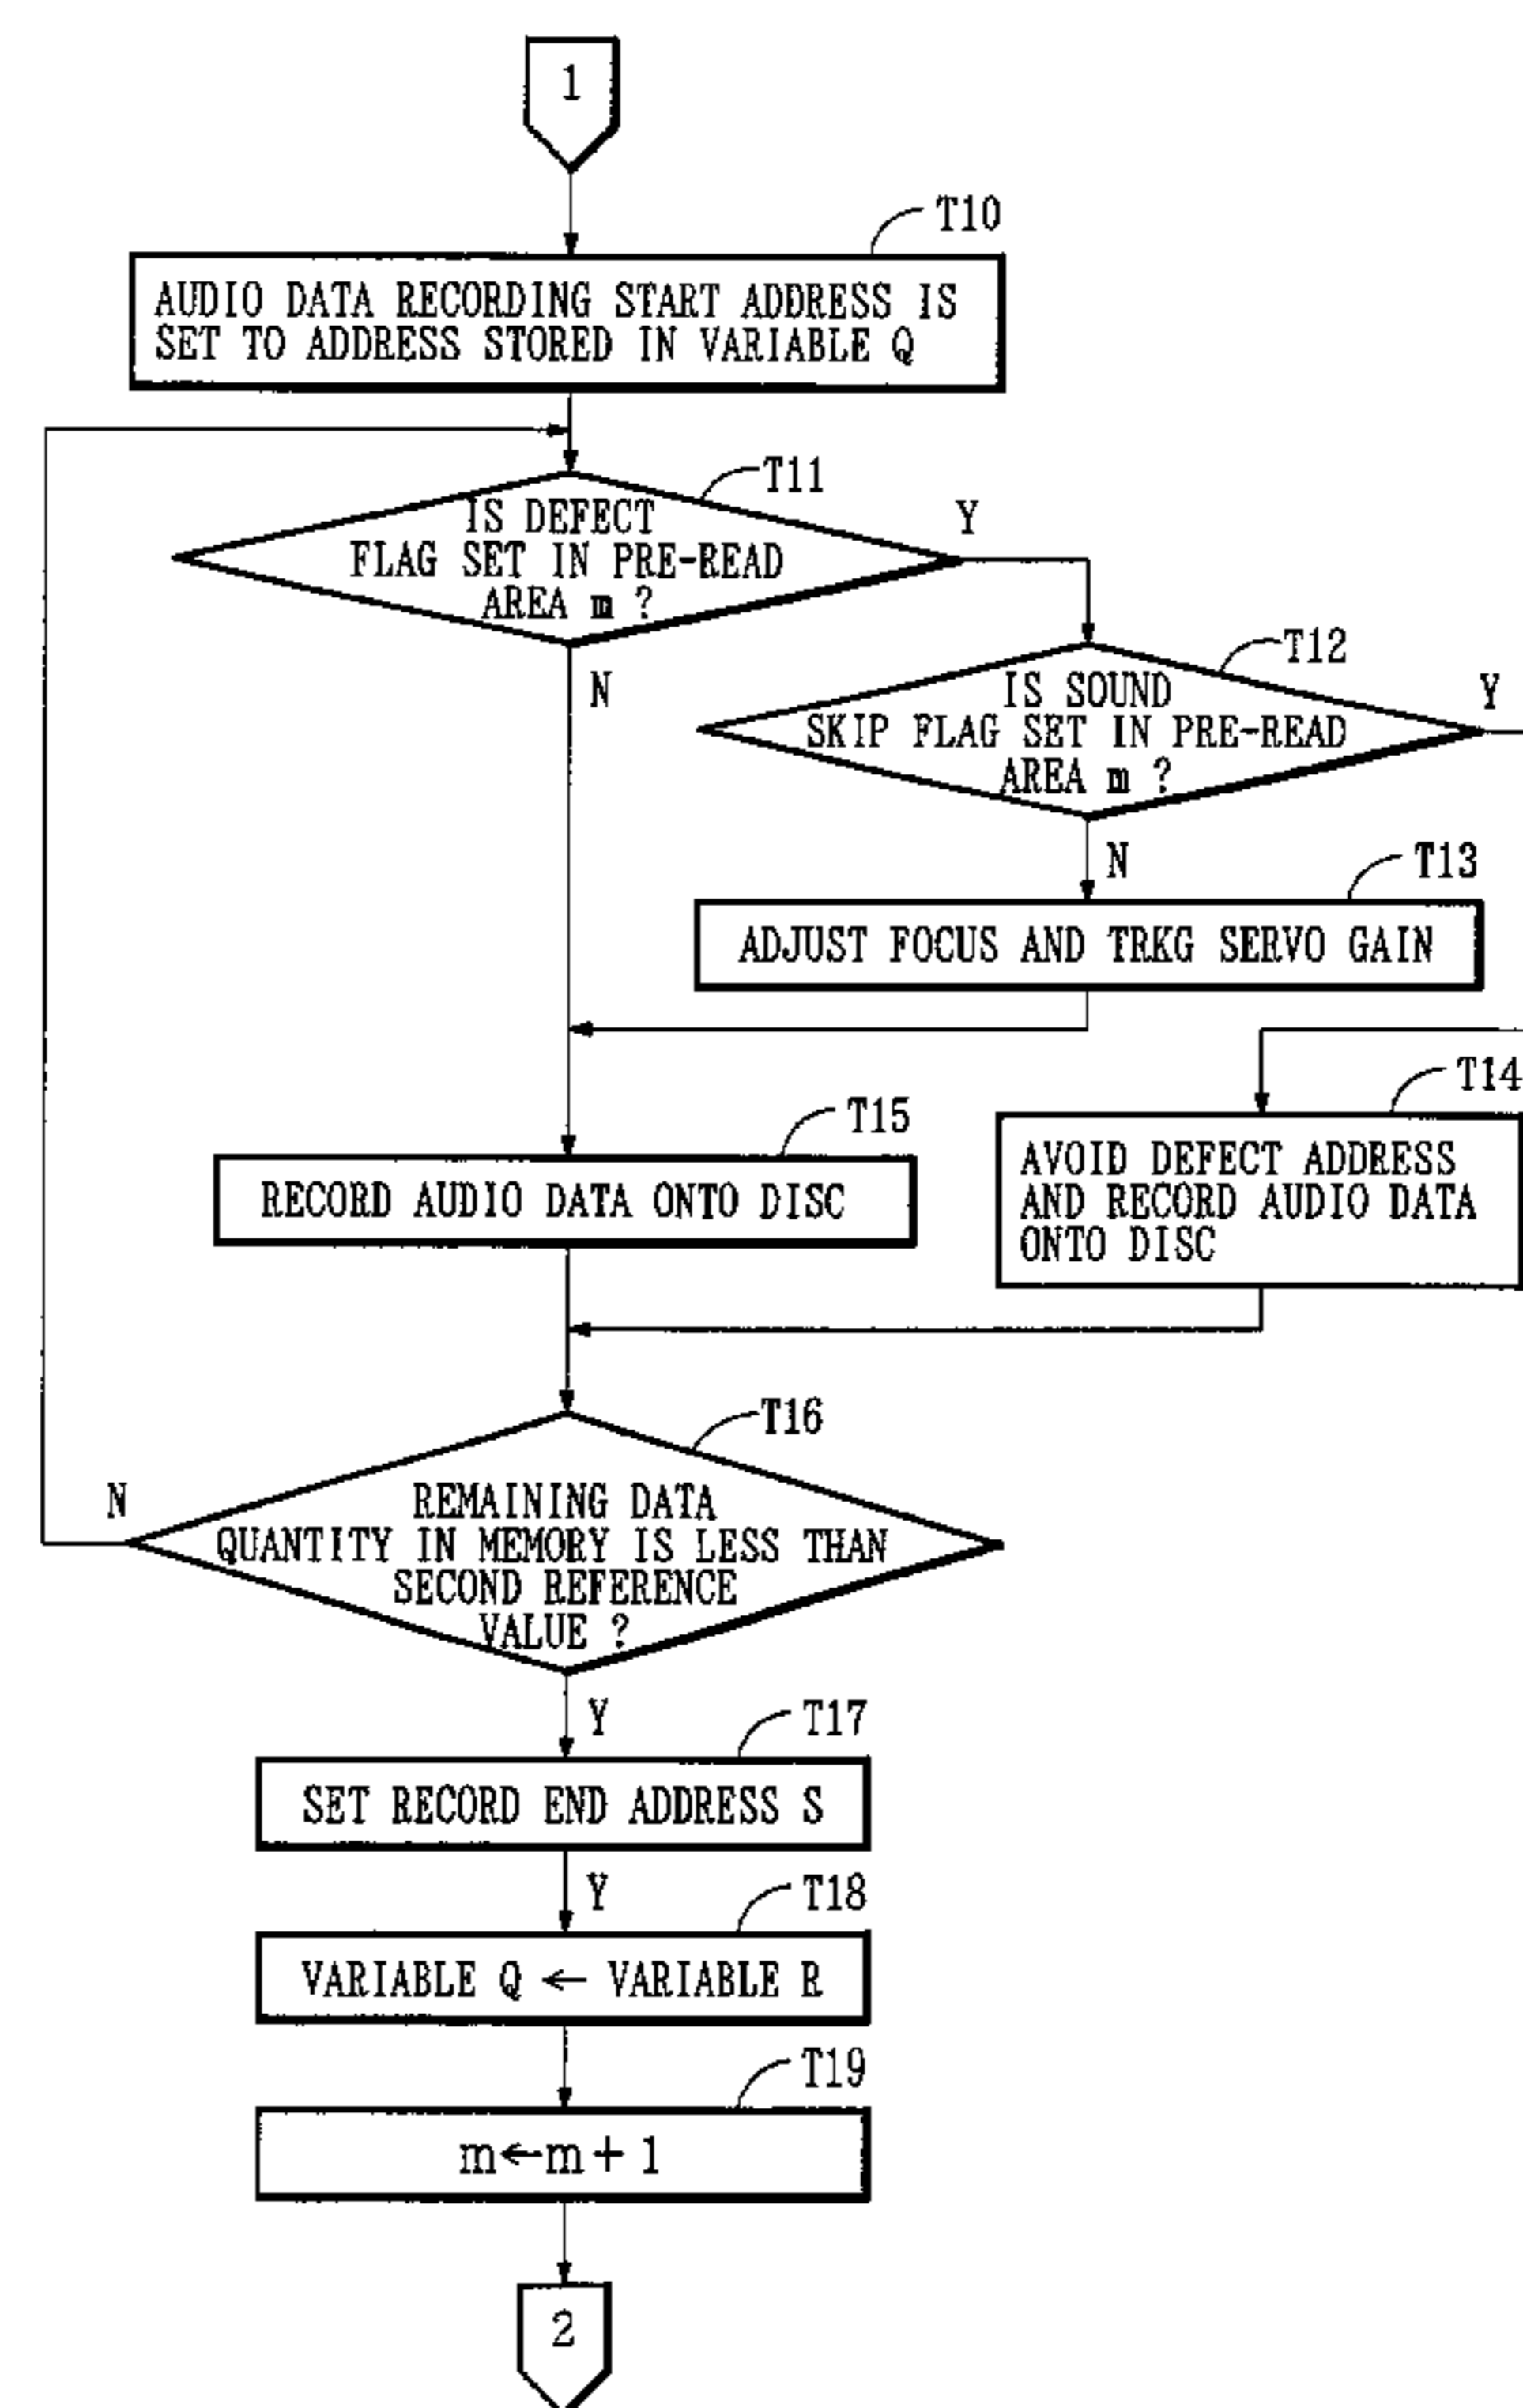 1
T10
AUDIO DATA RECORDING START ADDRESS IS
SET TO ADDRESS STORED IN VARIABLE Q
T11
IS DEFECT
FLAG SET IN PRE-READ
AREA m ?
Y
N
T12
IS SOUND
SKIP FLAG SET IN PRE-READ
AREA m ?
Y
N
T13
ADJUST FOCUS AND TRKG SERVO GAIN
T14
AVOID DEFECT ADDRESS
AND RECORD AUDIO DATA
ONTO DISC
T15
RECORD AUDIO DATA ONTO DISC
T16
REMAINING DATA
QUANTITY IN MEMORY IS LESS THAN
SECOND REFERENCE
VALUE ?
N
Y
T17
SET RECORD END ADDRESS S
Y
T18
VARIABLE Q ← VARIABLE R
T19
m←m + 1
2